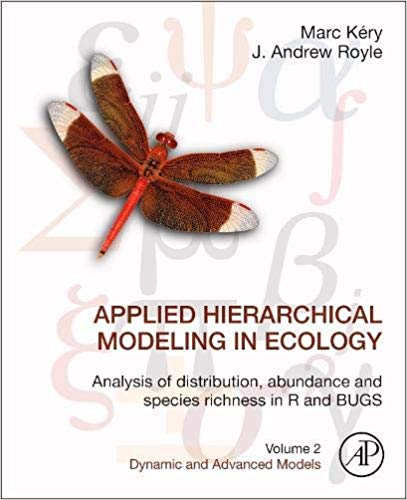 Marc Kéry
J. Andrew Royle
APPLIED HIERARCHICAL
MODELING IN ECOLOGY
Analysis of distribution, abundance and
species richness in R and BUGS
Volume 2
Dynamic and Advanced Models
AP